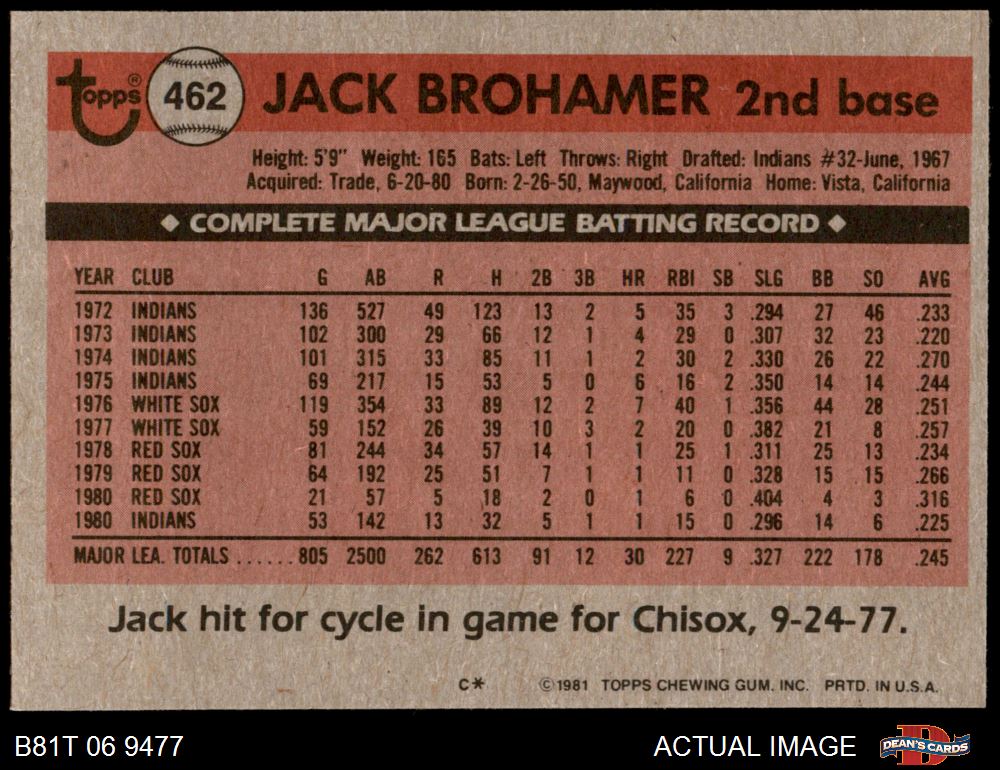 Topps ® 462 JACK BROHAMER 2nd base
Height: 5'9" Weight: 165 Bats: Left Throws: Right Drafted: Indians #32-June, 1967
Acquired: Trade, 6-20-80 Born: 2-26-50, Maywood, California Home: Vista, California
◆ COMPLETE MAJOR LEAGUE BATTING RECORD ◆
YEAR CLUB G AB R H 2B 3B HR RBI SB SLG BB SO AVG
1972 INDIANS 136 527 49 123 13 2 5 35 3 .294 27 46 .233
1973 INDIANS 102 300 29 66 12 1 4 29 0 .307 32 23 .220
1974 INDIANS 101 315 33 85 11 1 2 30 2 .330 26 22 .270
1975 INDIANS 69 217 15 53 5 0 6 16 2 .350 14 14 .244
1976 WHITE SOX 119 354 33 89 12 2 7 40 1 .356 44 28 .251
1977 WHITE SOX 59 152 26 39 10 3 2 20 0 .382 21 8 .257
1978 RED SOX 81 244 34 57 14 1 1 25 1 .311 25 13 .234
1979 RED SOX 64 192 25 51 7 1 1 11 0 .328 15 15 .266
1980 RED SOX 21 57 5 18 2 0 1 6 0 .404 4 3 .316
1980 INDIANS 53 142 13 32 5 1 1 15 0 .296 14 6 .225
MAJOR LEA. TOTALS ...... 805 2500 262 613 91 12 30 227 9 .327 222 178 .245
Jack hit for cycle in game for Chisox, 9-24-77.
C* © 1981 TOPPS CHEWING GUM, INC. PRTD. IN U.S.A.
B81T 06 9477 ACTUAL IMAGE DEAN'S CARDS